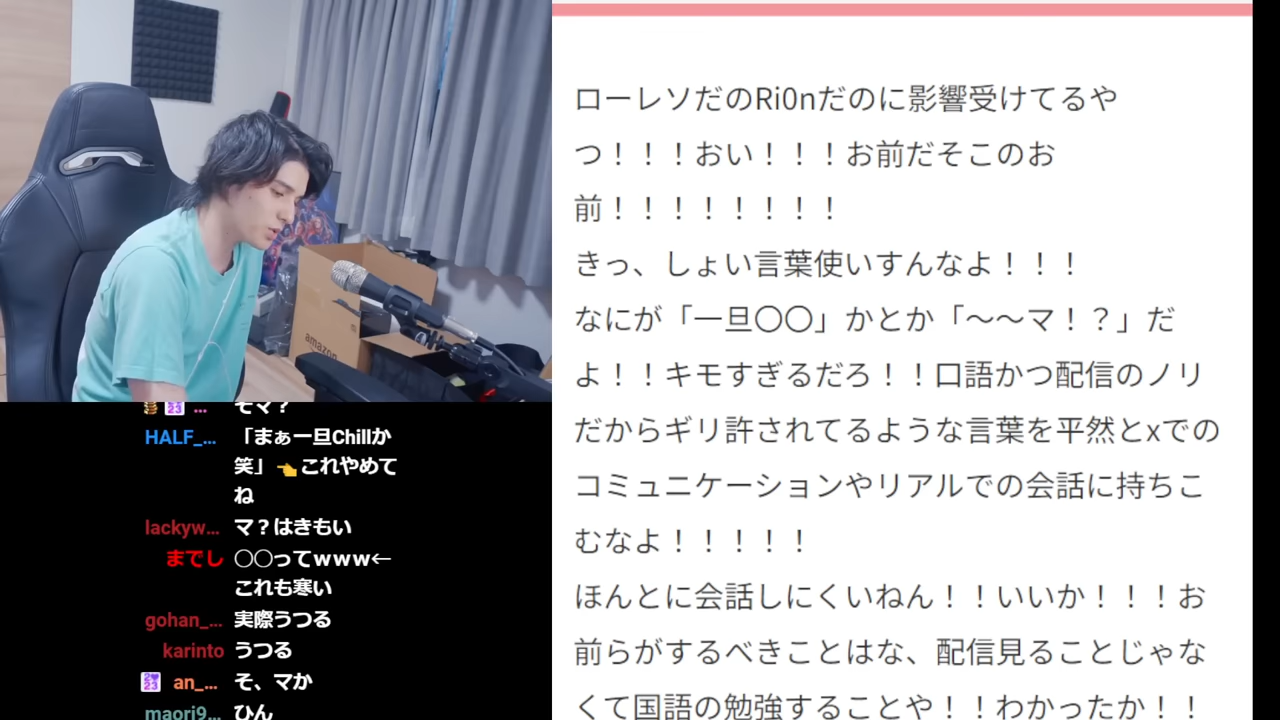 ローレソだのRi0nだのに影響受けてるや
つ！！！おい！！！お前だそこのお
前！！！！！！！！
きっ、しょい言葉使いすんなよ！！！
なにが「一旦〇〇」かとか「～～マ！？」だ
よ！！キモすぎるだろ！！口語かつ配信のノリ
だからギリ許されてるような言葉を平然とxでの
コミュニケーションやリアルでの会話に持ちこ
むなよ！！！！！
ほんとに会話しにくいねん！！いいか！！！お
前らがするべきことはな、配信見ることじゃな
くて国語の勉強することや！！わかったか！！
amazon
23 ... そマ？
HALF_... 「まぁ一旦Chillか
笑」👈これやめて
ね
lackyw... マ？はきもい
までし 〇〇ってwww←
これも寒い
gohan_... 実際うつる
karinto うつる
23 an_... そ、マか
maori9... ひん